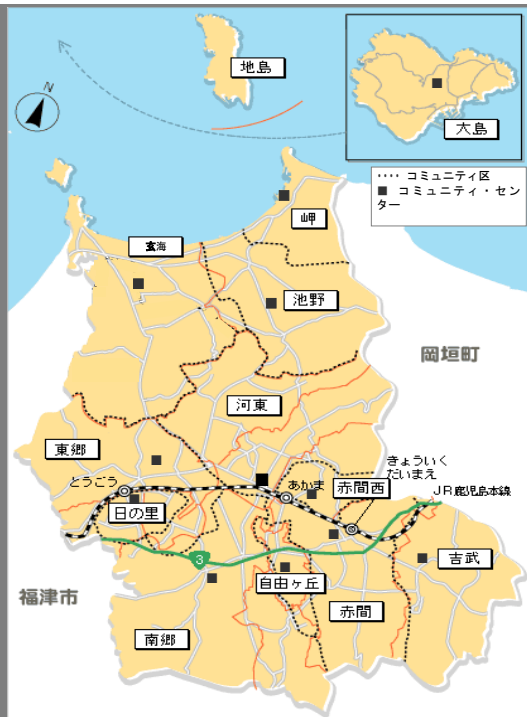 地島
N
大島
‥‥ コミュニティ区
■ コミュニティ・セン
ター
岬
玄海
池野
岡垣町
河東
東郷
きょういく
だいまえ
とうごう
あかま
赤間西
JR鹿児島本線
日の里
3
吉武
自由ヶ丘
福津市
赤間
南郷